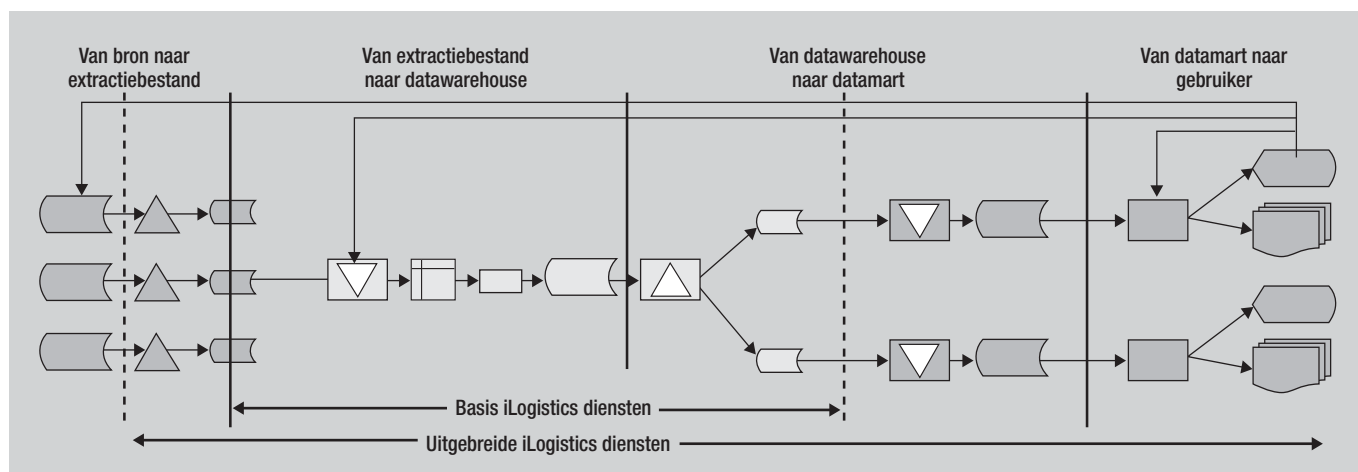 Van bron naar
extractiebestand
Van extractiebestand
naar datawarehouse
Van datawarehouse
naar datamart
Van datamart naar
gebruiker
Basis iLogistics diensten
Uitgebreide iLogistics diensten